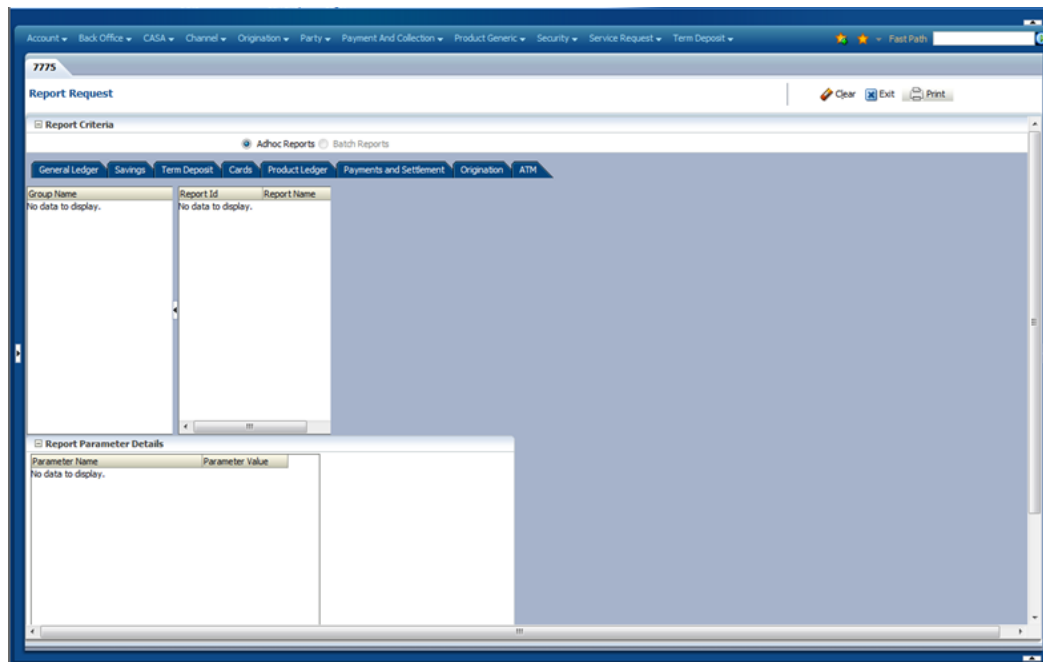 Account Back Office CASA Channel Origination Party Payment And Collection Product Generic Security Service Request Term Deposit Fast Path
7775
Report Request Clear Exit Print
Report Criteria
Adhoc Reports Batch Reports
General Ledger Savings Term Deposit Cards Product Ledger Payments and Settlement Origination ATM
Group Name Report Id Report Name
No data to display. No data to display.
Report Parameter Details
Parameter Name Parameter Value
No data to display.